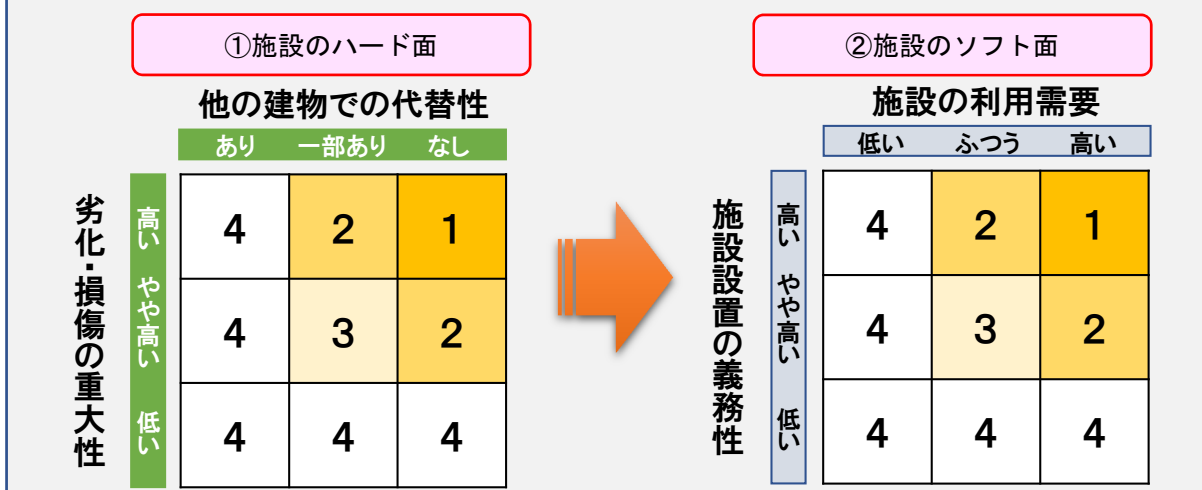 ①施設のハード面
他の建物での代替性
あり 一部あり なし
劣化・損傷の重大性
高い やや高い 低い
4 2 1
4 3 2
4 4 4
②施設のソフト面
施設の利用需要
低い ふつう 高い
施設設置の義務性
高い やや高い 低い
4 2 1
4 3 2
4 4 4